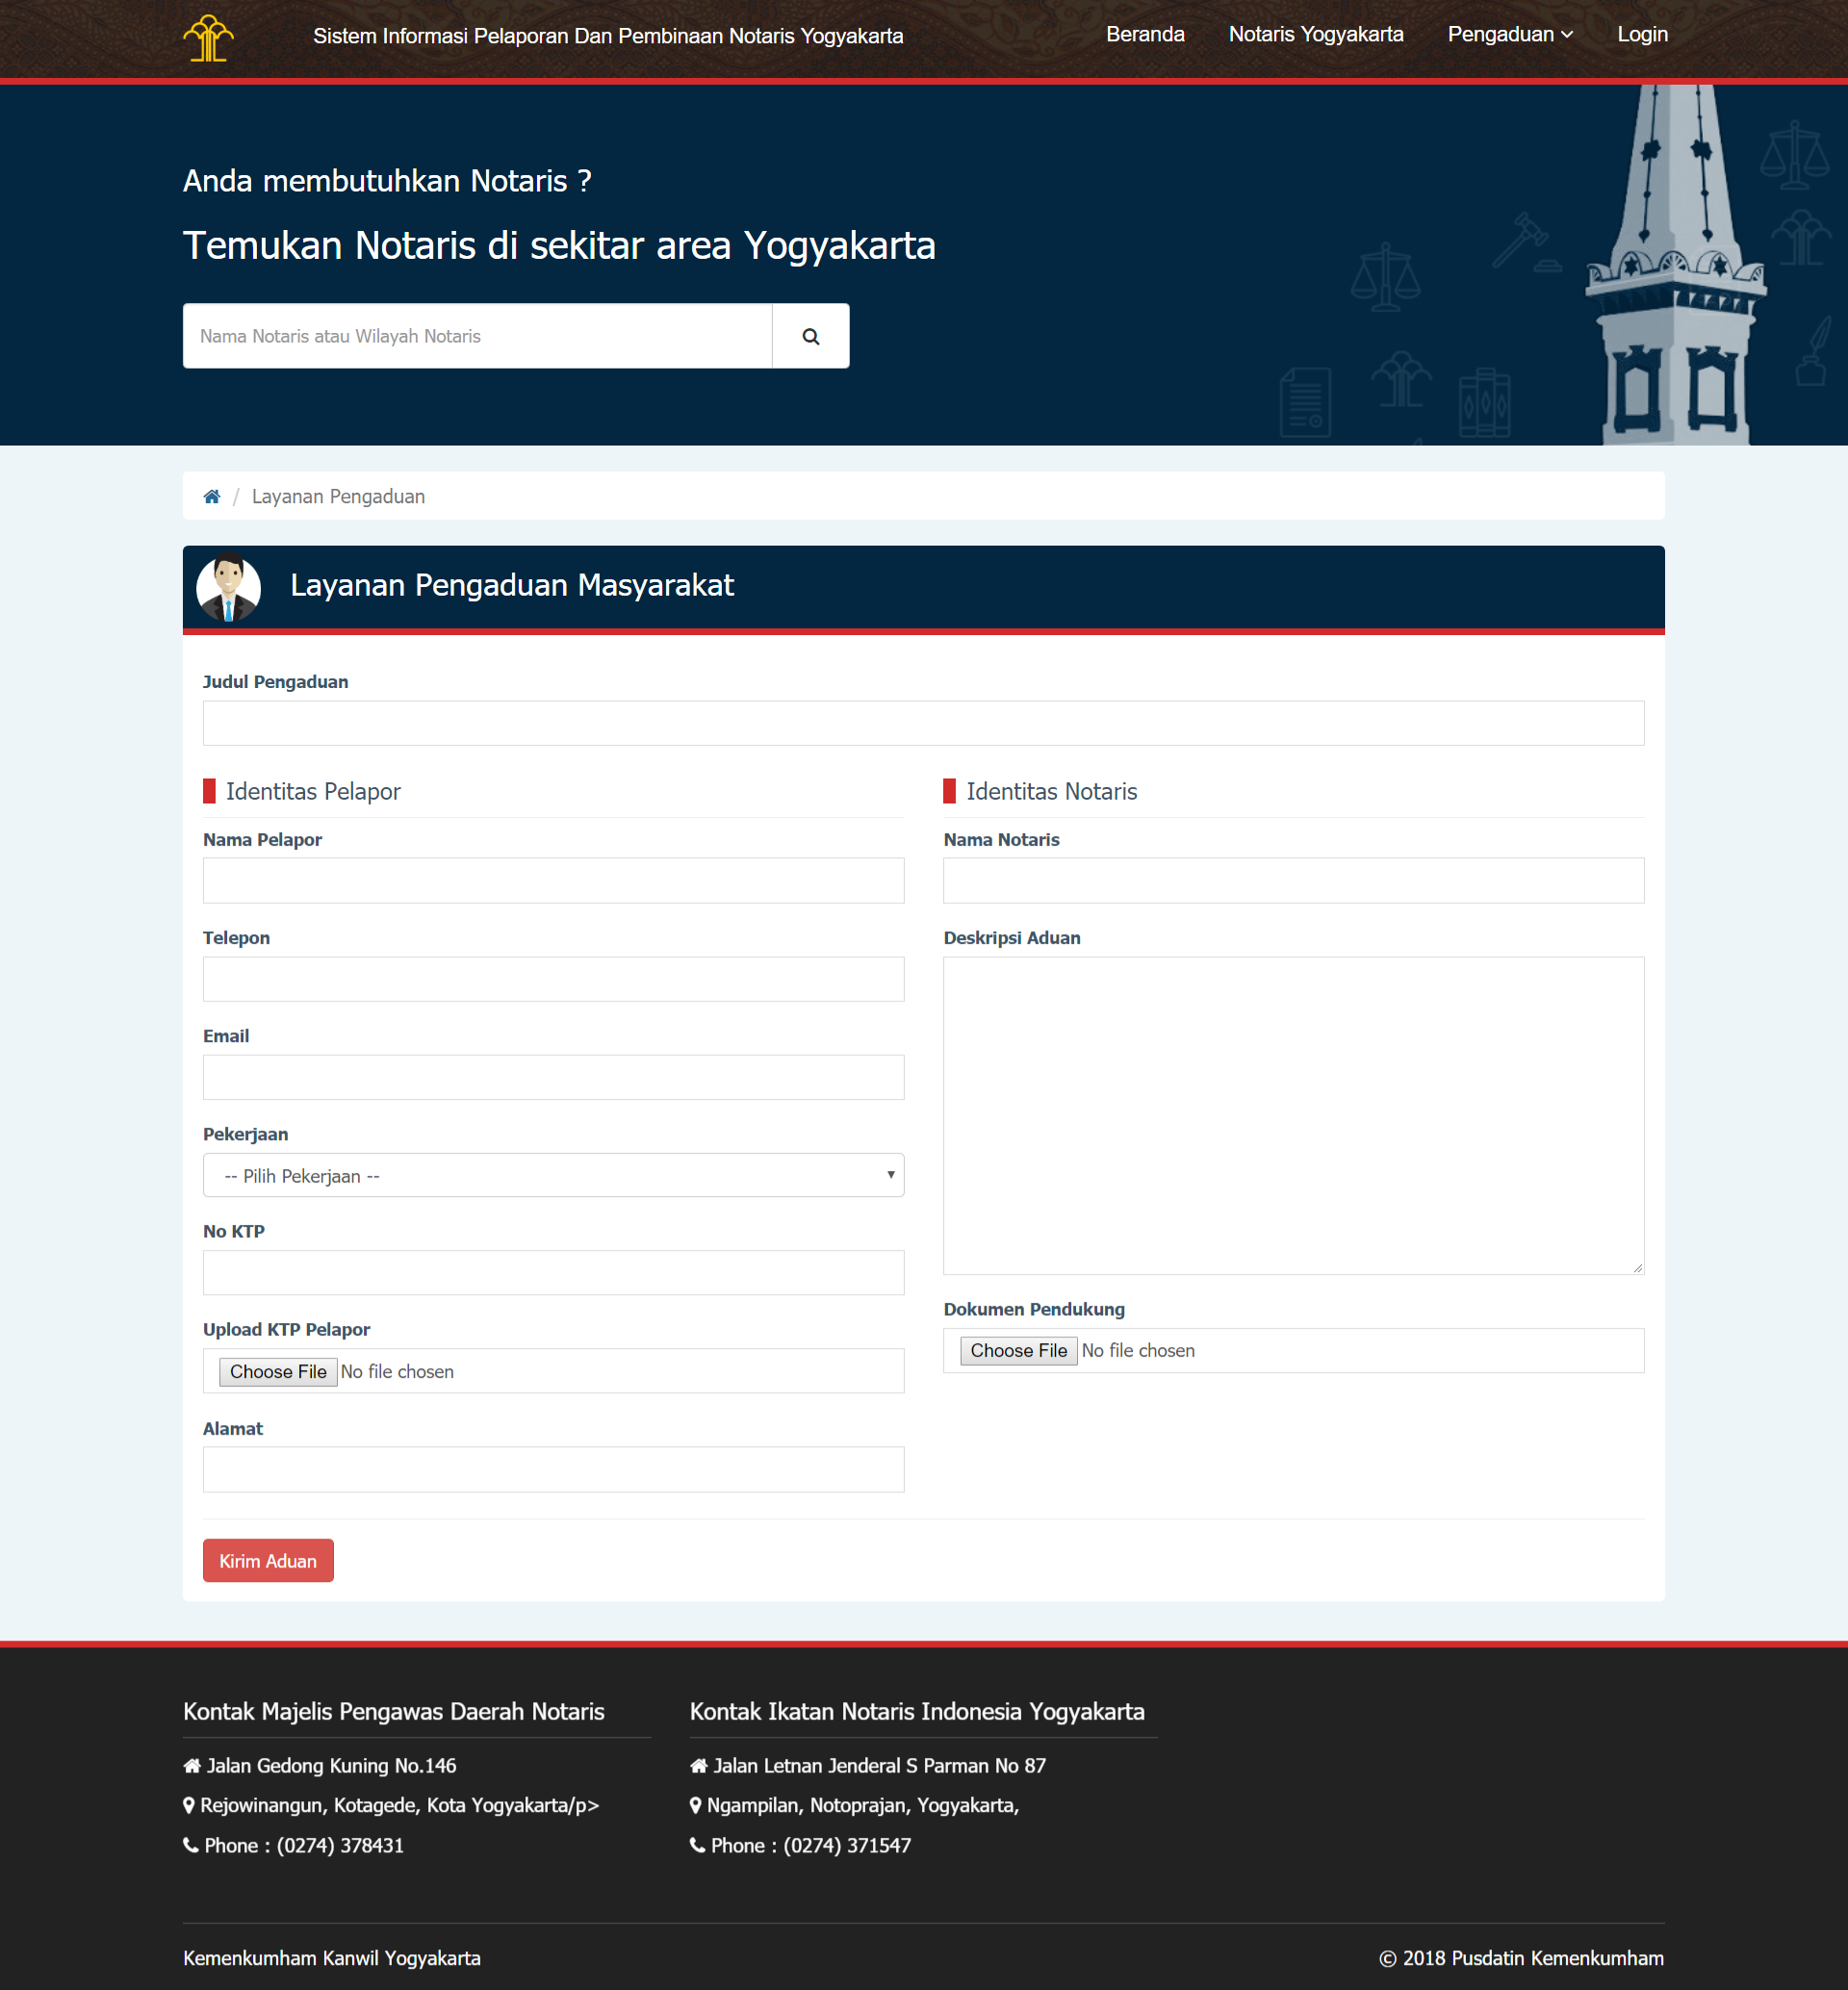 Sistem Informasi Pelaporan Dan Pembinaan Notaris Yogyakarta
Beranda
Notaris Yogyakarta
Pengaduan
Login
Anda membutuhkan Notaris ?
Temukan Notaris di sekitar area Yogyakarta
Nama Notaris atau Wilayah Notaris
/ Layanan Pengaduan
Layanan Pengaduan Masyarakat
Judul Pengaduan
Identitas Pelapor
Nama Pelapor
Telepon
Email
Pekerjaan
-- Pilih Pekerjaan --
No KTP
Upload KTP Pelapor
Choose File No file chosen
Alamat
Identitas Notaris
Nama Notaris
Deskripsi Aduan
Dokumen Pendukung
Choose File No file chosen
Kirim Aduan
Kontak Majelis Pengawas Daerah Notaris
Jalan Gedong Kuning No.146
Rejowinangun, Kotagede, Kota Yogyakarta/p>
Phone : (0274) 378431
Kontak Ikatan Notaris Indonesia Yogyakarta
Jalan Letnan Jenderal S Parman No 87
Ngampilan, Notoprajan, Yogyakarta,
Phone : (0274) 371547
Kemenkumham Kanwil Yogyakarta
© 2018 Pusdatin Kemenkumham